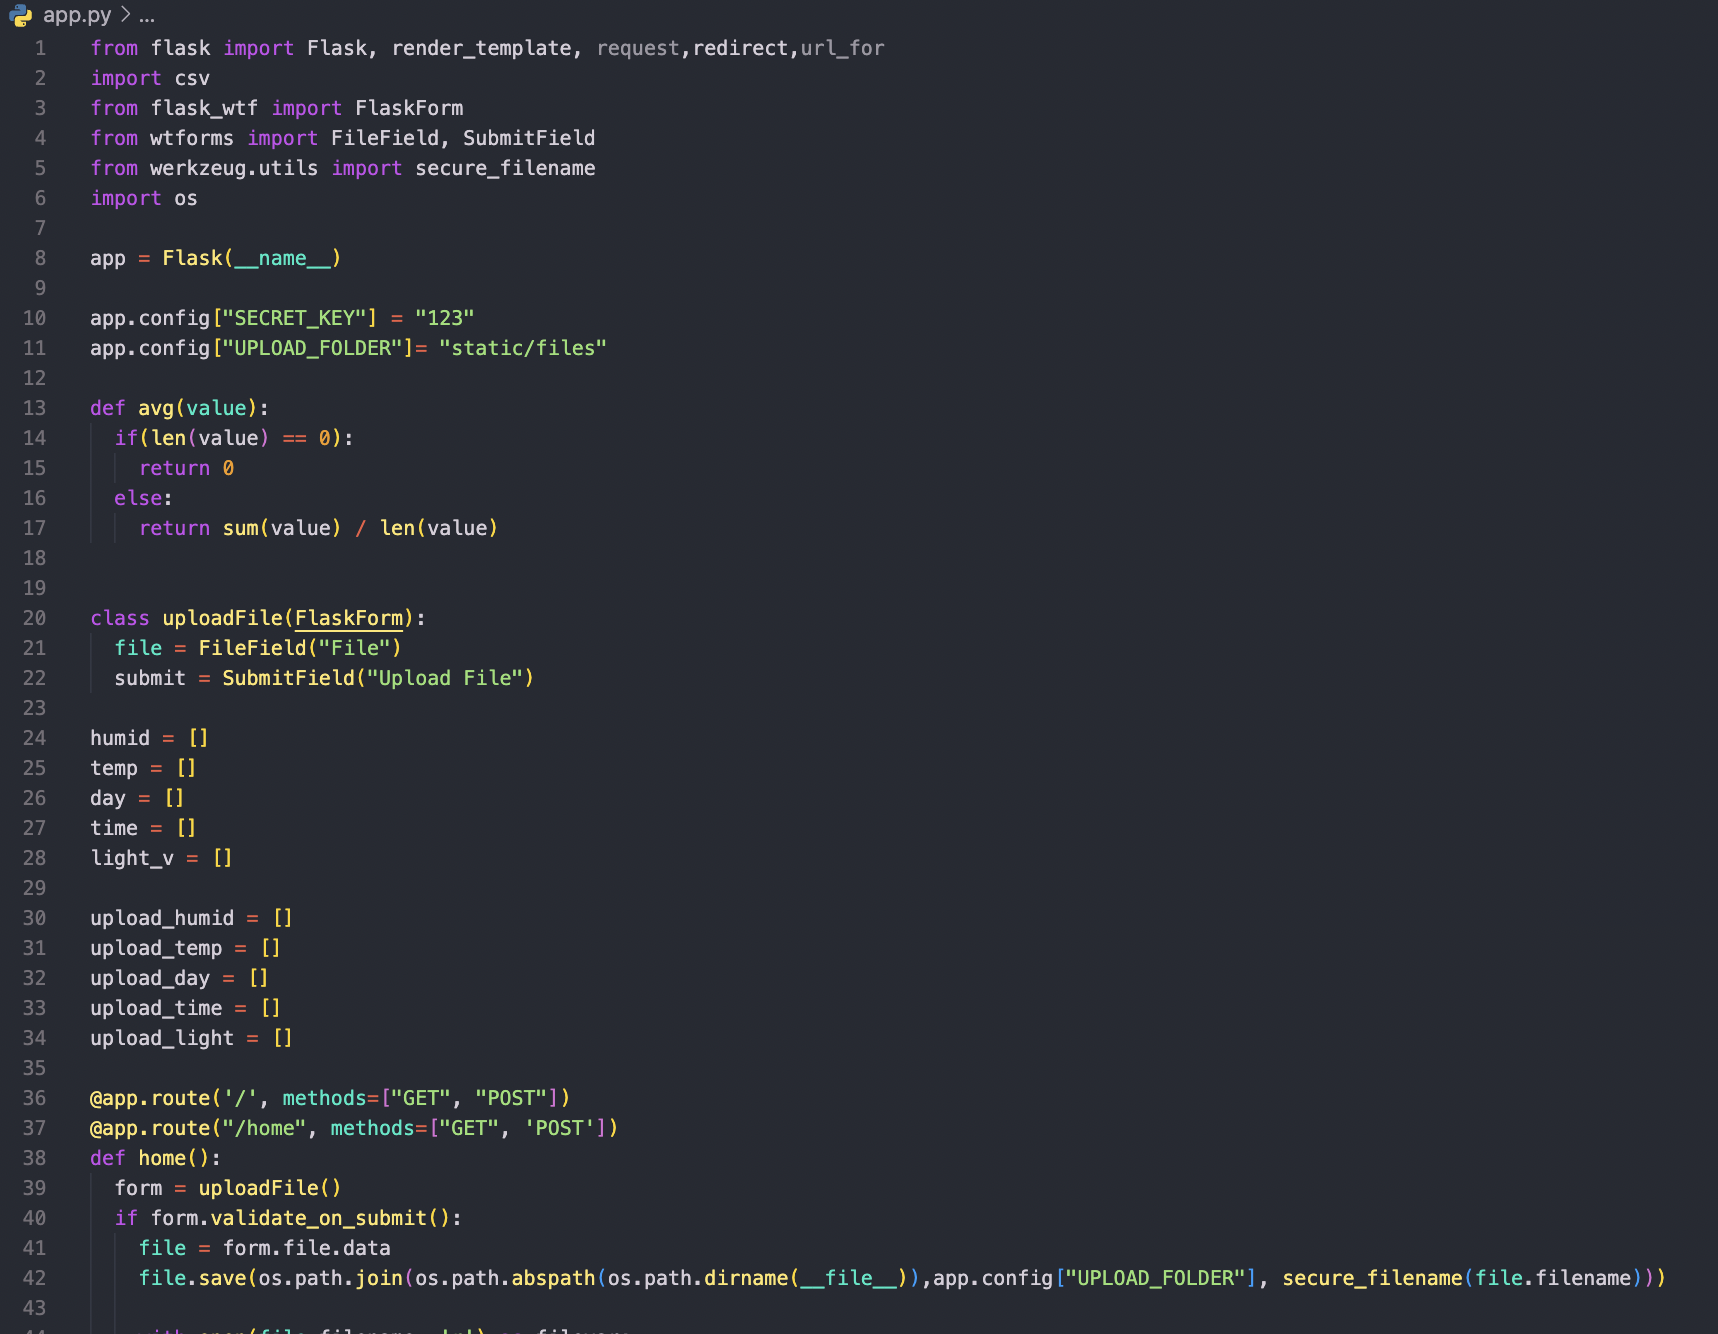 app.py > ...
1 from flask import Flask, render_template, request,redirect,url_for
2 import csv
3 from flask_wtf import FlaskForm
4 from wtforms import FileField, SubmitField
5 from werkzeug.utils import secure_filename
6 import os
7
8 app = Flask(__name__)
9
10 app.config["SECRET_KEY"] = "123"
11 app.config["UPLOAD_FOLDER"]= "static/files"
12
13 def avg(value):
14   if(len(value) == 0):
15     return 0
16   else:
17     return sum(value) / len(value)
18
19
20 class uploadFile(FlaskForm):
21   file = FileField("File")
22   submit = SubmitField("Upload File")
23
24 humid = []
25 temp = []
26 day = []
27 time = []
28 light_v = []
29
30 upload_humid = []
31 upload_temp = []
32 upload_day = []
33 upload_time = []
34 upload_light = []
35
36 @app.route('/', methods=["GET", "POST"])
37 @app.route("/home", methods=["GET", 'POST'])
38 def home():
39   form = uploadFile()
40   if form.validate_on_submit():
41     file = form.file.data
42     file.save(os.path.join(os.path.abspath(os.path.dirname(__file__)),app.config["UPLOAD_FOLDER"], secure_filename(file.filename)))
43